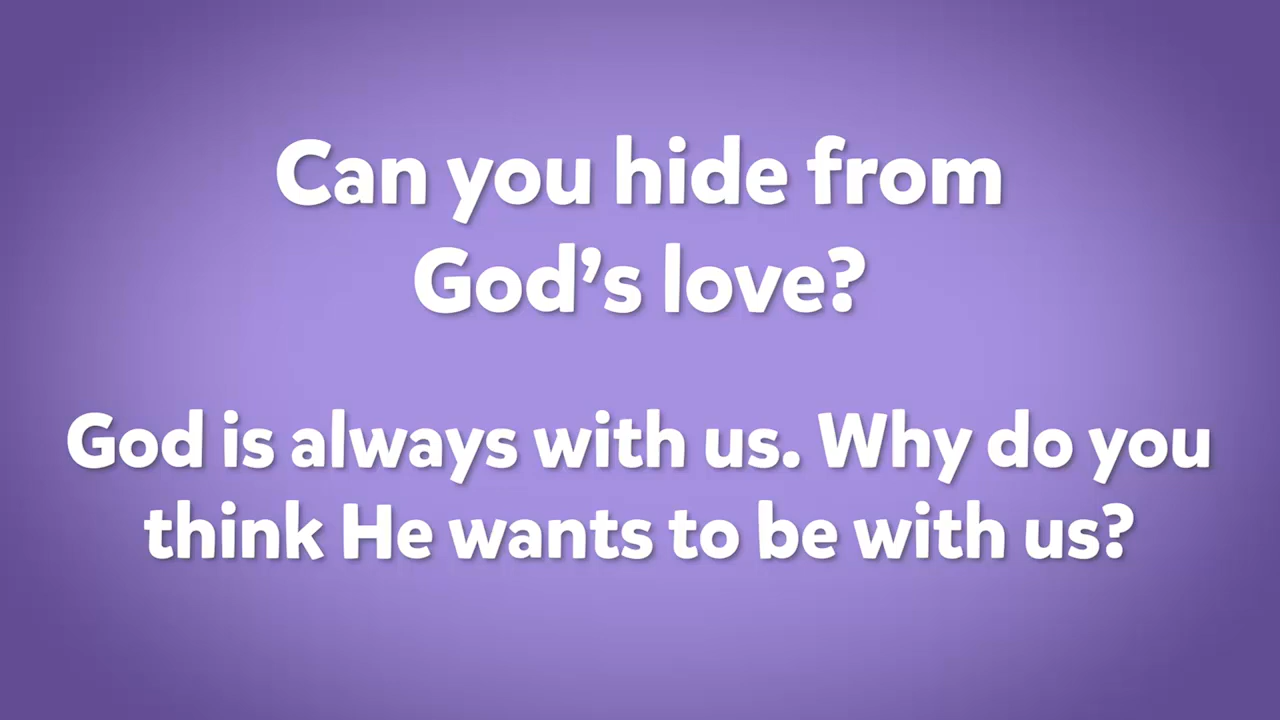 Can you hide from
God’s love?
God is always with us. Why do you
think He wants to be with us?